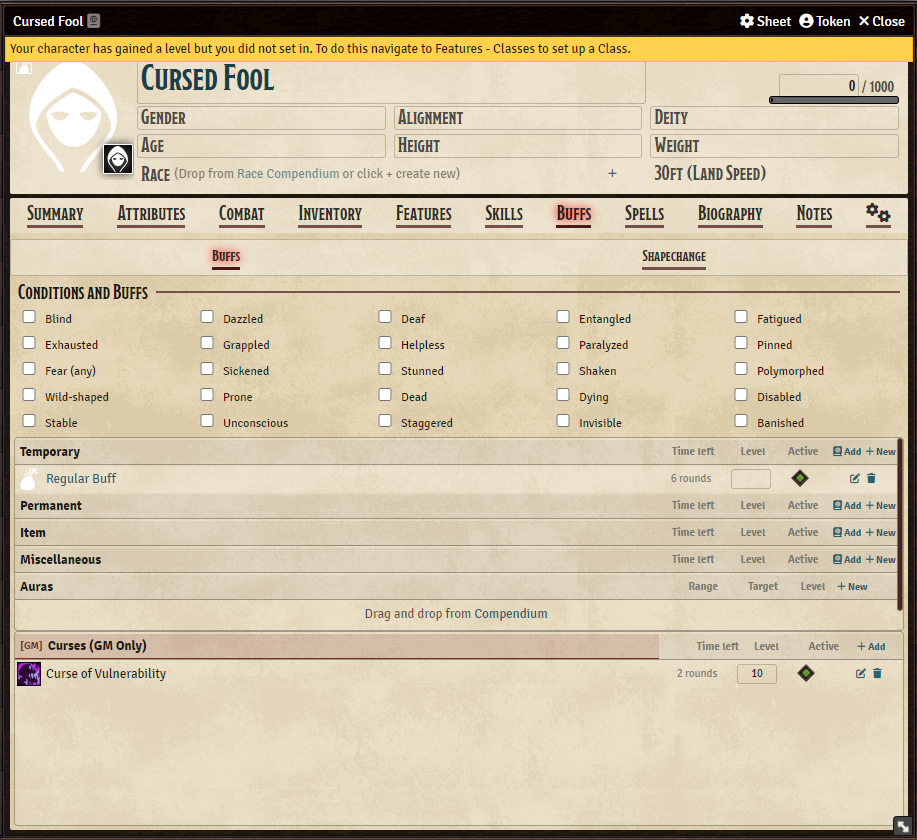 Cursed Fool Sheet Token Close
Your character has gained a level but you did not set in. To do this navigate to Features - Classes to set up a Class.
Cursed Fool
0 / 1000
Gender Alignment Deity
Age Height Weight
Race (Drop from Race Compendium or click + create new) + 30ft (Land Speed)
Summary Attributes Combat Inventory Features Skills Buffs Spells Biography Notes
Buffs Shapechange
Conditions and Buffs
Blind Dazzled Deaf Entangled Fatigued
Exhausted Grappled Helpless Paralyzed Pinned
Fear (any) Sickened Stunned Shaken Polymorphed
Wild-shaped Prone Dead Dying Disabled
Stable Unconscious Staggered Invisible Banished
Temporary Time left Level Active Add + New
Regular Buff 6 rounds
Permanent Time left Level Active Add + New
Item Time left Level Active Add + New
Miscellaneous Time left Level Active Add + New
Auras Range Target Level + New
Drag and drop from Compendium
[GM] Curses (GM Only) Time left Level Active + Add
Curse of Vulnerability 2 rounds 10